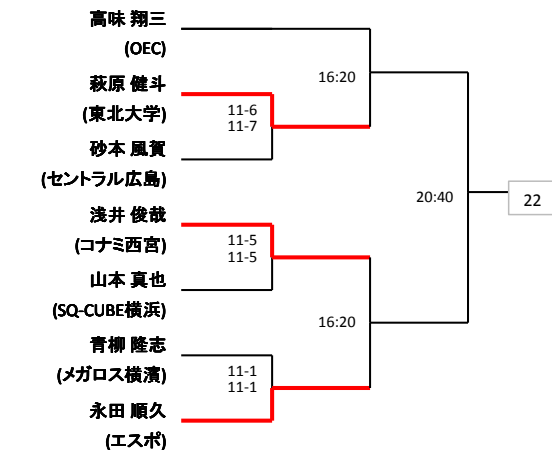 高味 翔三
(OEC)
萩原 健斗
(東北大学)
砂本 風賀
(セントラル広島)
浅井 俊哉
(コナミ西宮)
山本 真也
(SQ-CUBE横浜)
青柳 隆志
(メガロス横濱)
永田 順久
(エスポ)
11-6
11-7
11-5
11-5
11-1
11-1
16:20
16:20
20:40
22